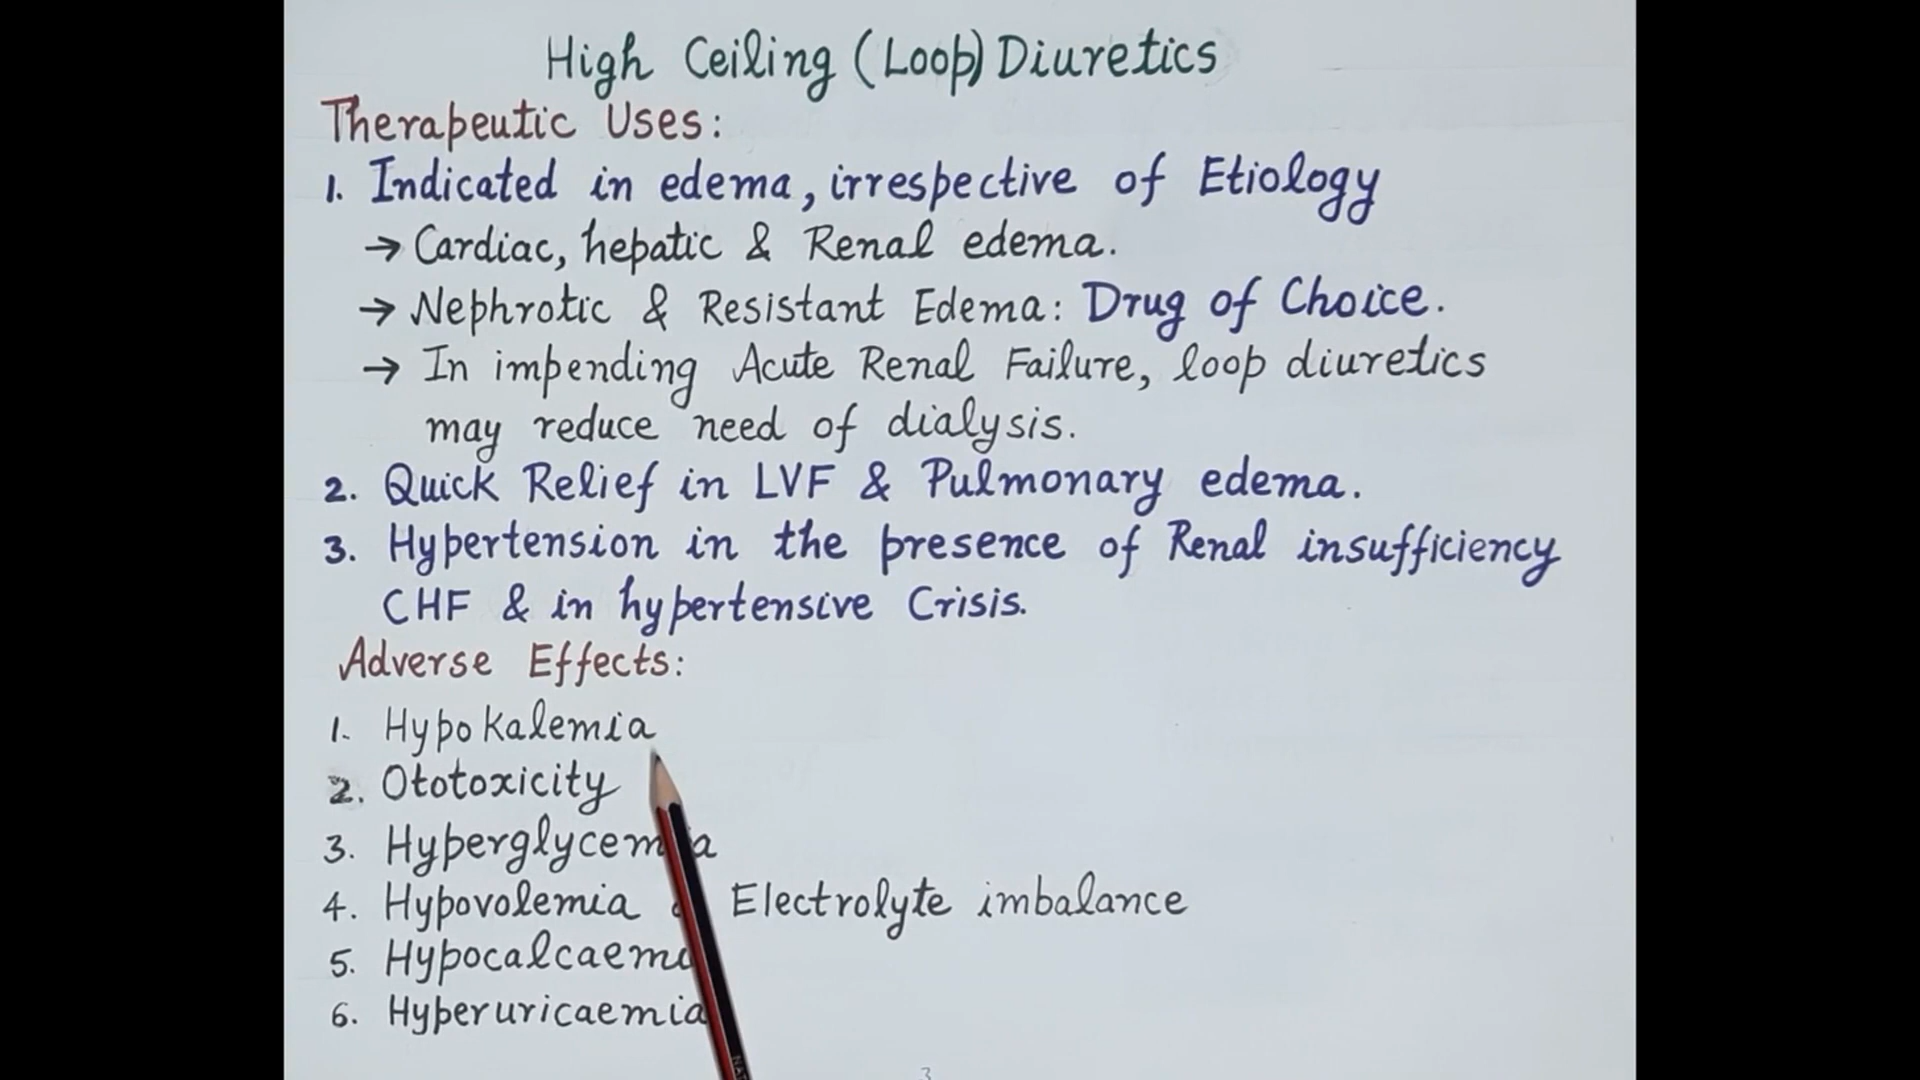 High Ceiling (Loop) Diuretics
Therapeutic Uses:
1. Indicated in edema, irrespective of Etiology
→ Cardiac, hepatic & Renal edema.
→ Nephrotic & Resistant Edema: Drug of Choice.
→ In impending Acute Renal Failure, loop diuretics
may reduce need of dialysis.
2. Quick Relief in LVF & Pulmonary edema.
3. Hypertension in the presence of Renal insufficiency
CHF & in hypertensive Crisis.
Adverse Effects:
1. Hypokalemia
2. Ototoxicity
3. Hyperglycemia
4. Hypovolemia Electrolyte imbalance
5. Hypocalcaem
6. Hyperuricaemia
3